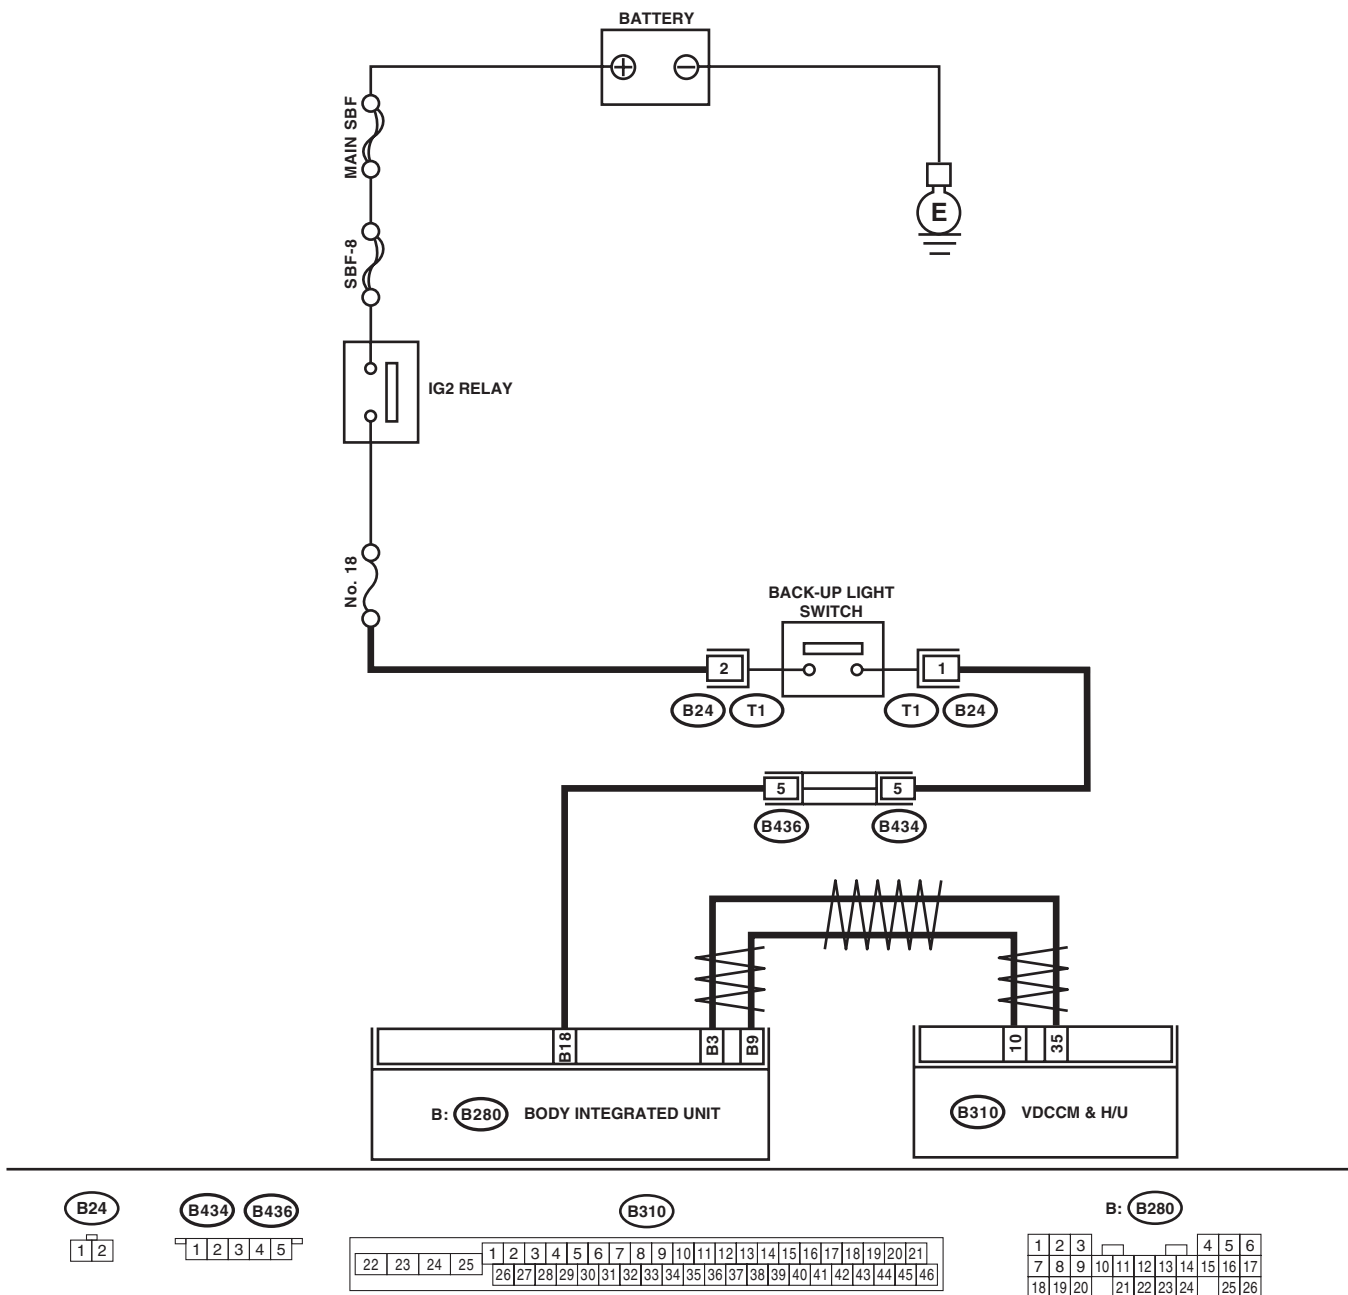 BATTERY
MAIN SBF
E
SBF-8
IG2 RELAY
No. 18
BACK-UP LIGHT
SWITCH
2
1
B24
T1
T1
B24
5
5
B436
B434
B18
B3
B9
10
35
B: B280 BODY INTEGRATED UNIT
B310 VDCCM & H/U
B24
B434 B436
B310
B: B280
1 2
1 2 3 4 5
22 23 24 25
1 2 3 4 5 6 7 8 9 10 11 12 13 14 15 16 17 18 19 20 21
26 27 28 29 30 31 32 33 34 35 36 37 38 39 40 41 42 43 44 45 46
1 2 3 4 5 6
7 8 9 10 11 12 13 14 15 16 17
18 19 20 21 22 23 24 25 26